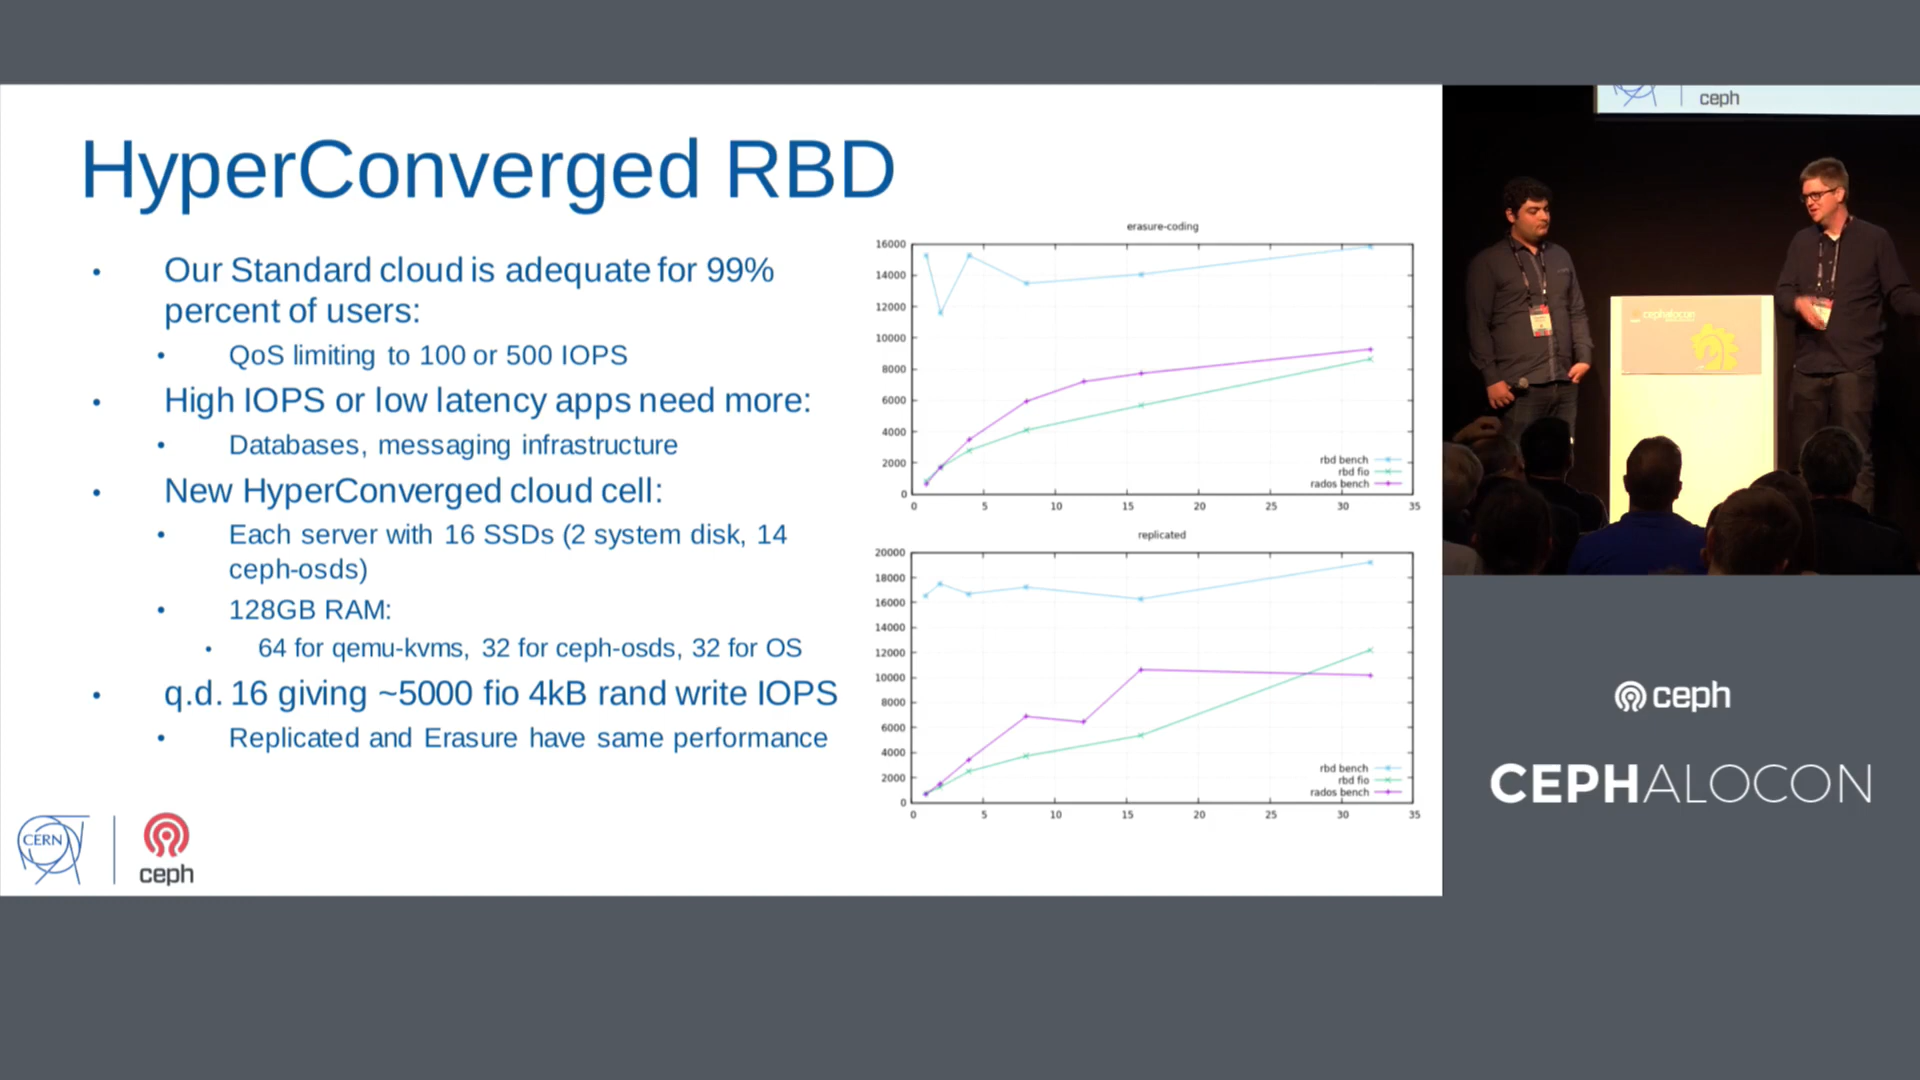 HyperConverged RBD
• Our Standard cloud is adequate for 99%
percent of users:
• QoS limiting to 100 or 500 IOPS
• High IOPS or low latency apps need more:
• Databases, messaging infrastructure
• New HyperConverged cloud cell:
• Each server with 16 SSDs (2 system disk, 14
ceph-osds)
• 128GB RAM:
• 64 for qemu-kvms, 32 for ceph-osds, 32 for OS
• q.d. 16 giving ~5000 fio 4kB rand write IOPS
• Replicated and Erasure have same performance
CERN
ceph
erasure-coding
16000
14000
12000
10000
8000
6000
4000
2000
0
rbd bench
rbd fio
rados bench
0 5 10 15 20 25 30 35
replicated
20000
18000
16000
14000
12000
10000
8000
6000
4000
2000
0
rbd bench
rbd fio
rados bench
0 5 10 15 20 25 30 35
ceph
cephalocon
ceph
CEPHALOCON